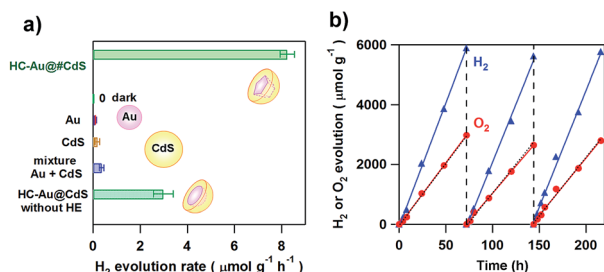 a)
HC-Au@#CdS
0 dark
Au
Au
CdS
CdS
mixture
Au + CdS
HC-Au@CdS
without HE
0 2 4 6 8
H₂ evolution rate ( μmol g⁻¹ h⁻¹ )
b)
H₂ or O₂ evolution ( μmol g⁻¹)
6000
4000
2000
0
H₂
O₂
0 50 100 150 200
Time (h)